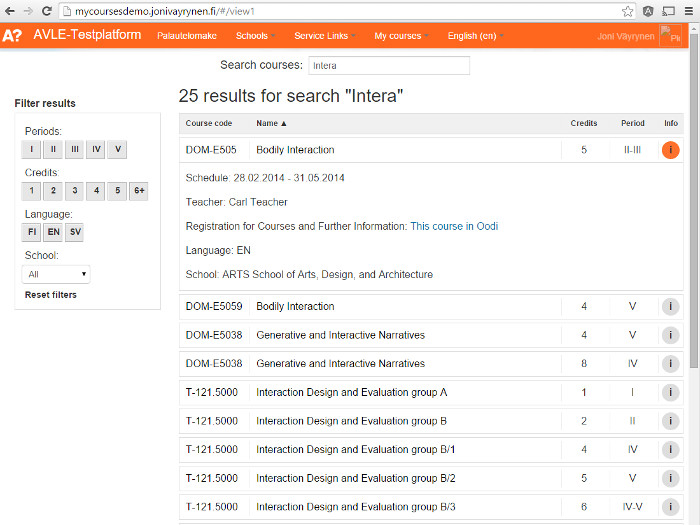 mycoursesdemo.jonivayrynen.fi/#/view1
A? AVLE-Testplatform Palautelomake Schools Service Links My courses English (en) Joni Väyrynen
Search courses: Intera
Filter results
Periods:
I II III IV V
Credits:
1 2 3 4 5 6+
Language:
FI EN SV
School:
All
Reset filters
25 results for search "Intera"
Course code Name ▲ Credits Period Info
DOM-E505 Bodily Interaction 5 II-III i
Schedule: 28.02.2014 - 31.05.2014
Teacher: Carl Teacher
Registration for Courses and Further Information: This course in Oodi
Language: EN
School: ARTS School of Arts, Design, and Architecture
DOM-E5059 Bodily Interaction 4 V i
DOM-E5038 Generative and Interactive Narratives 4 V i
DOM-E5038 Generative and Interactive Narratives 8 IV i
T-121.5000 Interaction Design and Evaluation group A 1 I i
T-121.5000 Interaction Design and Evaluation group B 2 II i
T-121.5000 Interaction Design and Evaluation group B/1 4 IV i
T-121.5000 Interaction Design and Evaluation group B/2 5 V i
T-121.5000 Interaction Design and Evaluation group B/3 6 IV-V i